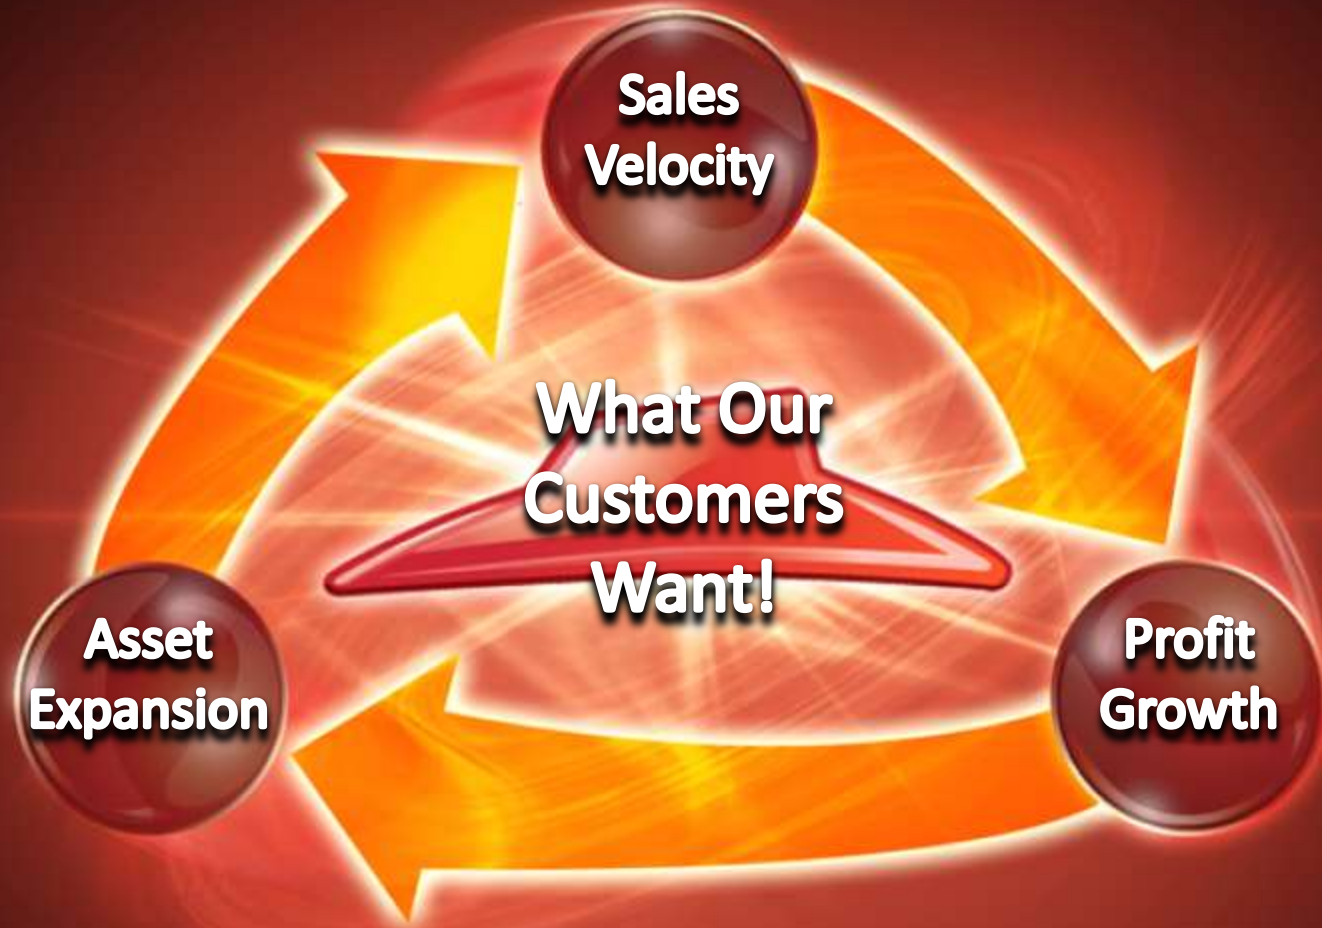 Sales
Velocity
What Our
Customers
Want!
Asset
Expansion
Profit
Growth